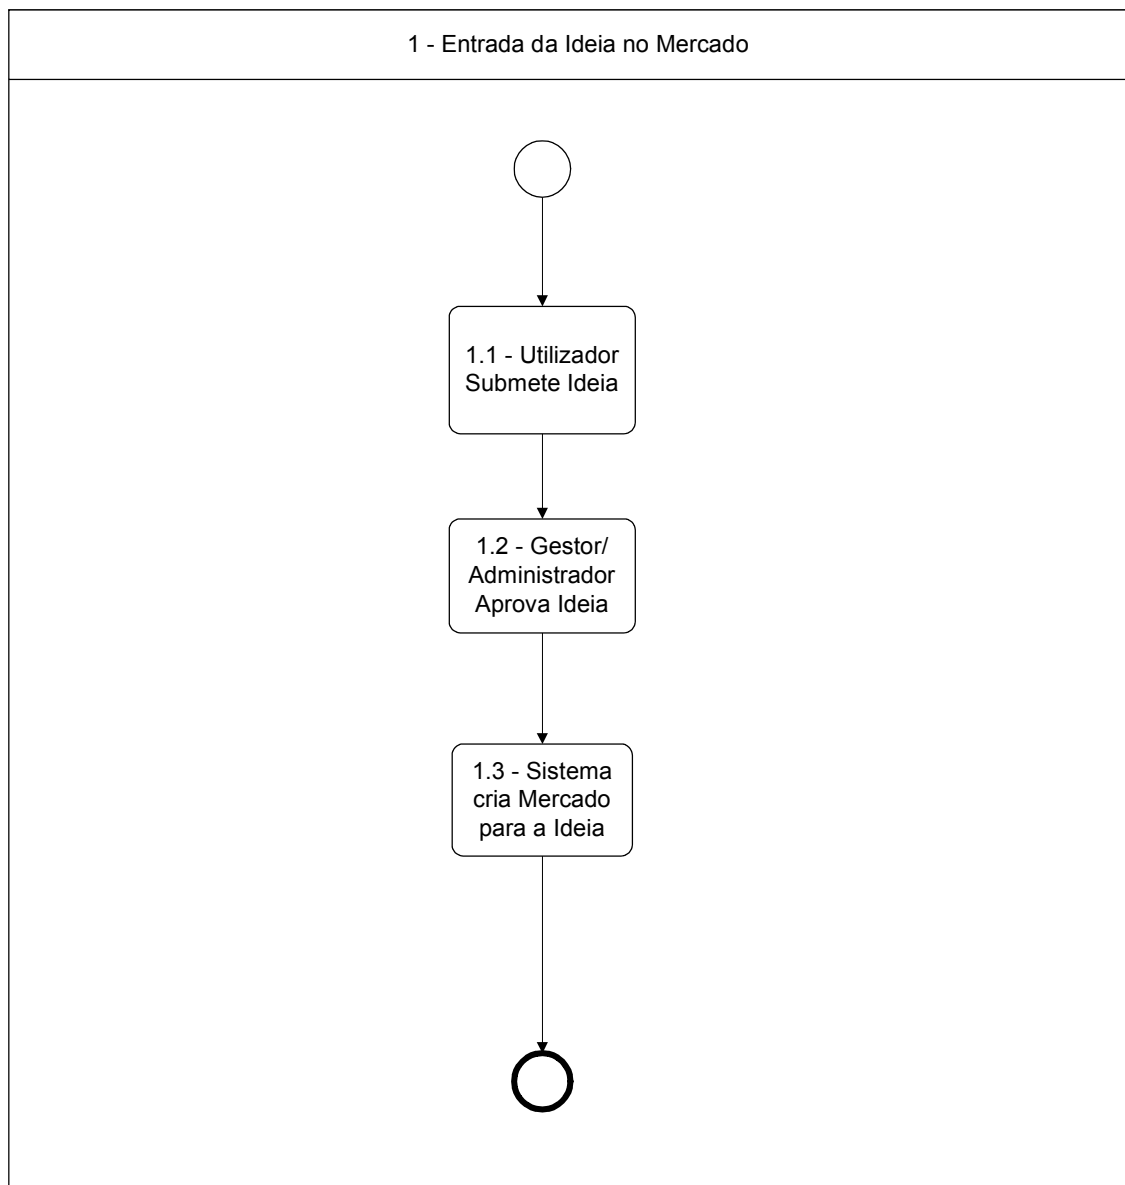 1 - Entrada da Ideia no Mercado
1.1 - Utilizador
Submete Ideia
1.2 - Gestor/
Administrador
Aprova Ideia
1.3 - Sistema
cria Mercado
para a Ideia